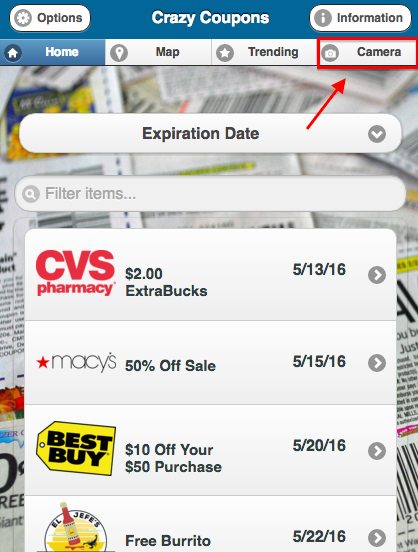 Options
Crazy Coupons
Information
Home
Map
Trending
Camera
Expiration Date
Filter items...
CVS
pharmacy
$2.00
ExtraBucks
5/13/16
macy's
50% Off Sale
5/15/16
BEST
BUY
$10 Off Your
$50 Purchase
5/20/16
EL JEFE'S
Free Burrito
5/22/16